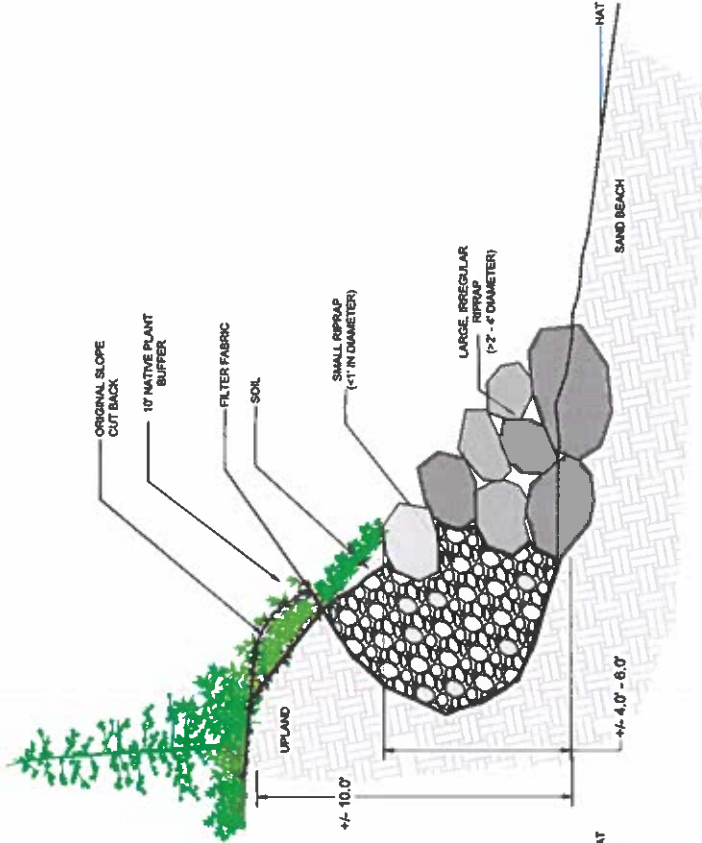 ORIGINAL SLOPE
CUT BACK
10' NATIVE PLANT
BUFFER
FILTER FABRIC
SOIL
SMALL RIPRAP
(<1' IN DIAMETER)
LARGE, IRREGULAR
RIPRAP
(>2' - 4' DIAMETER)
HAT
SAND BEACH
UPLAND
+/- 10.0'
+/- 4.0' - 6.0'
AT